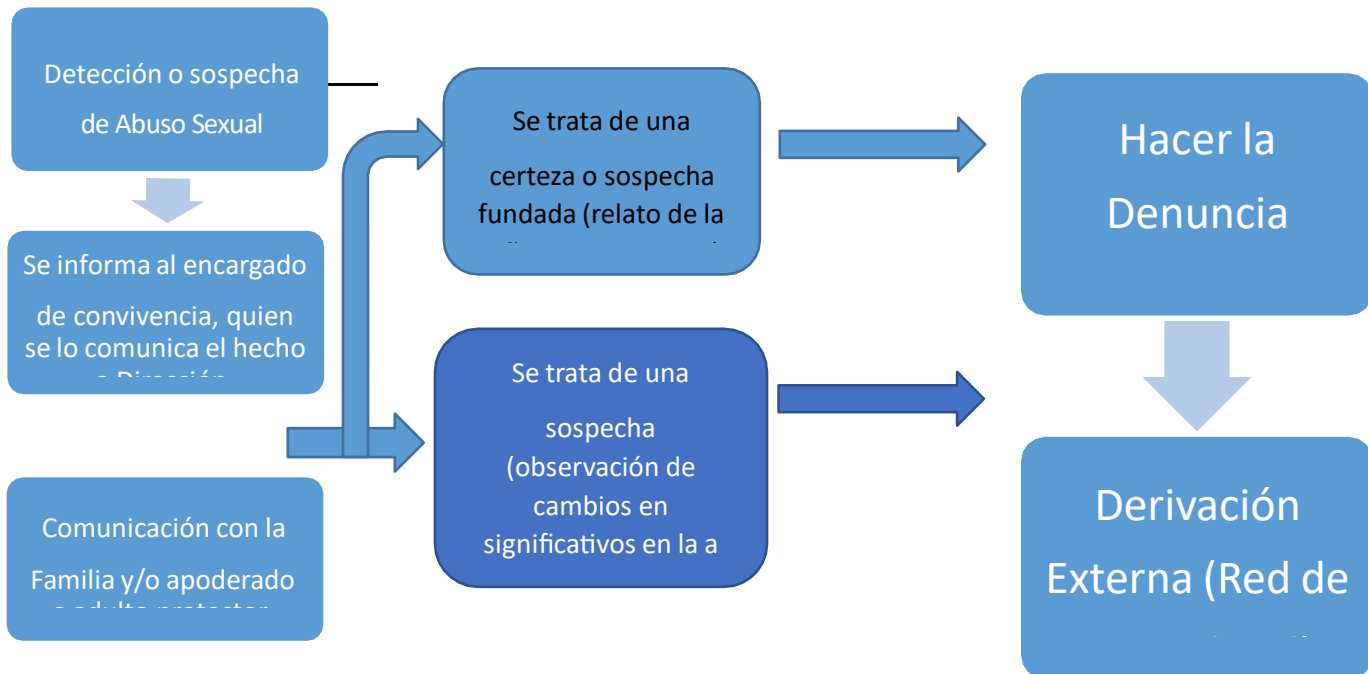 Detección o sospecha
de Abuso Sexual
Se informa al encargado
de convivencia, quien
se lo comunica el hecho
a Dirección
Comunicación con la
Familia y/o apoderado
Se trata de una
certeza o sospecha
fundada (relato de la
Se trata de una
sospecha
(observación de
cambios en
significativos en la a
Hacer la
Denuncia
Derivación
Externa (Red de